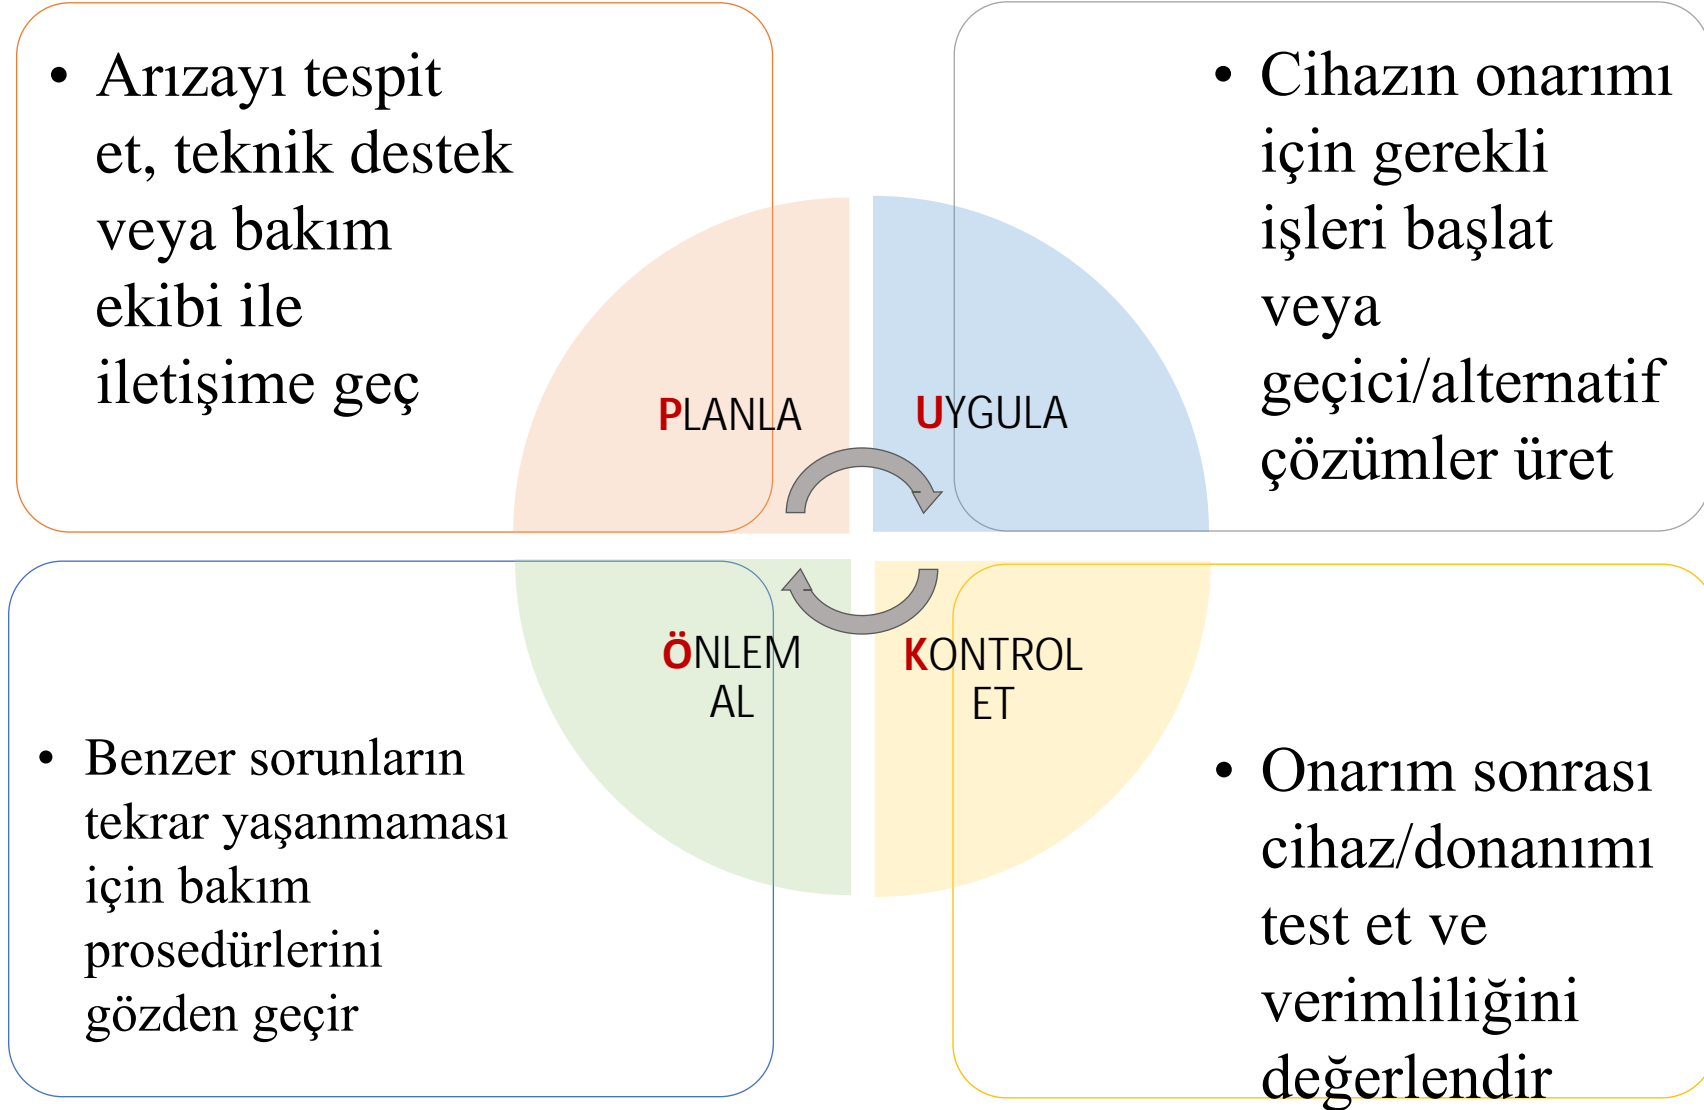 • Arızayı tespit
et, teknik destek
veya bakım
ekibi ile
iletişime geç
• Cihazın onarımı
için gerekli
işleri başlat
veya
geçici/alternatif
çözümler üret
PLANLA
UYGULA
ÖNLEM
AL
KONTROL
ET
• Benzer sorunların
tekrar yaşanmaması
için bakım
prosedürlerini
gözden geçir
• Onarım sonrası
cihaz/donanımı
test et ve
verimliliğini
değerlendir